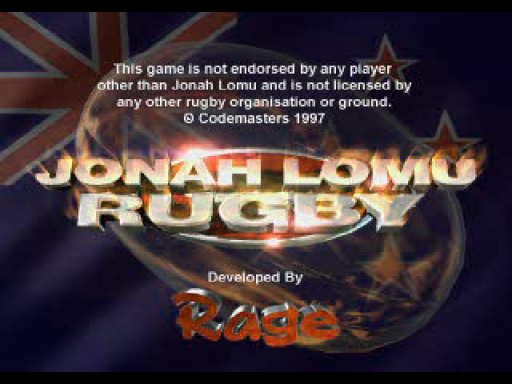 This game is not endorsed by any player
other than Jonah Lomu and is not licensed by
any other rugby organisation or ground.
© Codemasters 1997
JONAH LOMU
RUGBY
Developed By
Rage